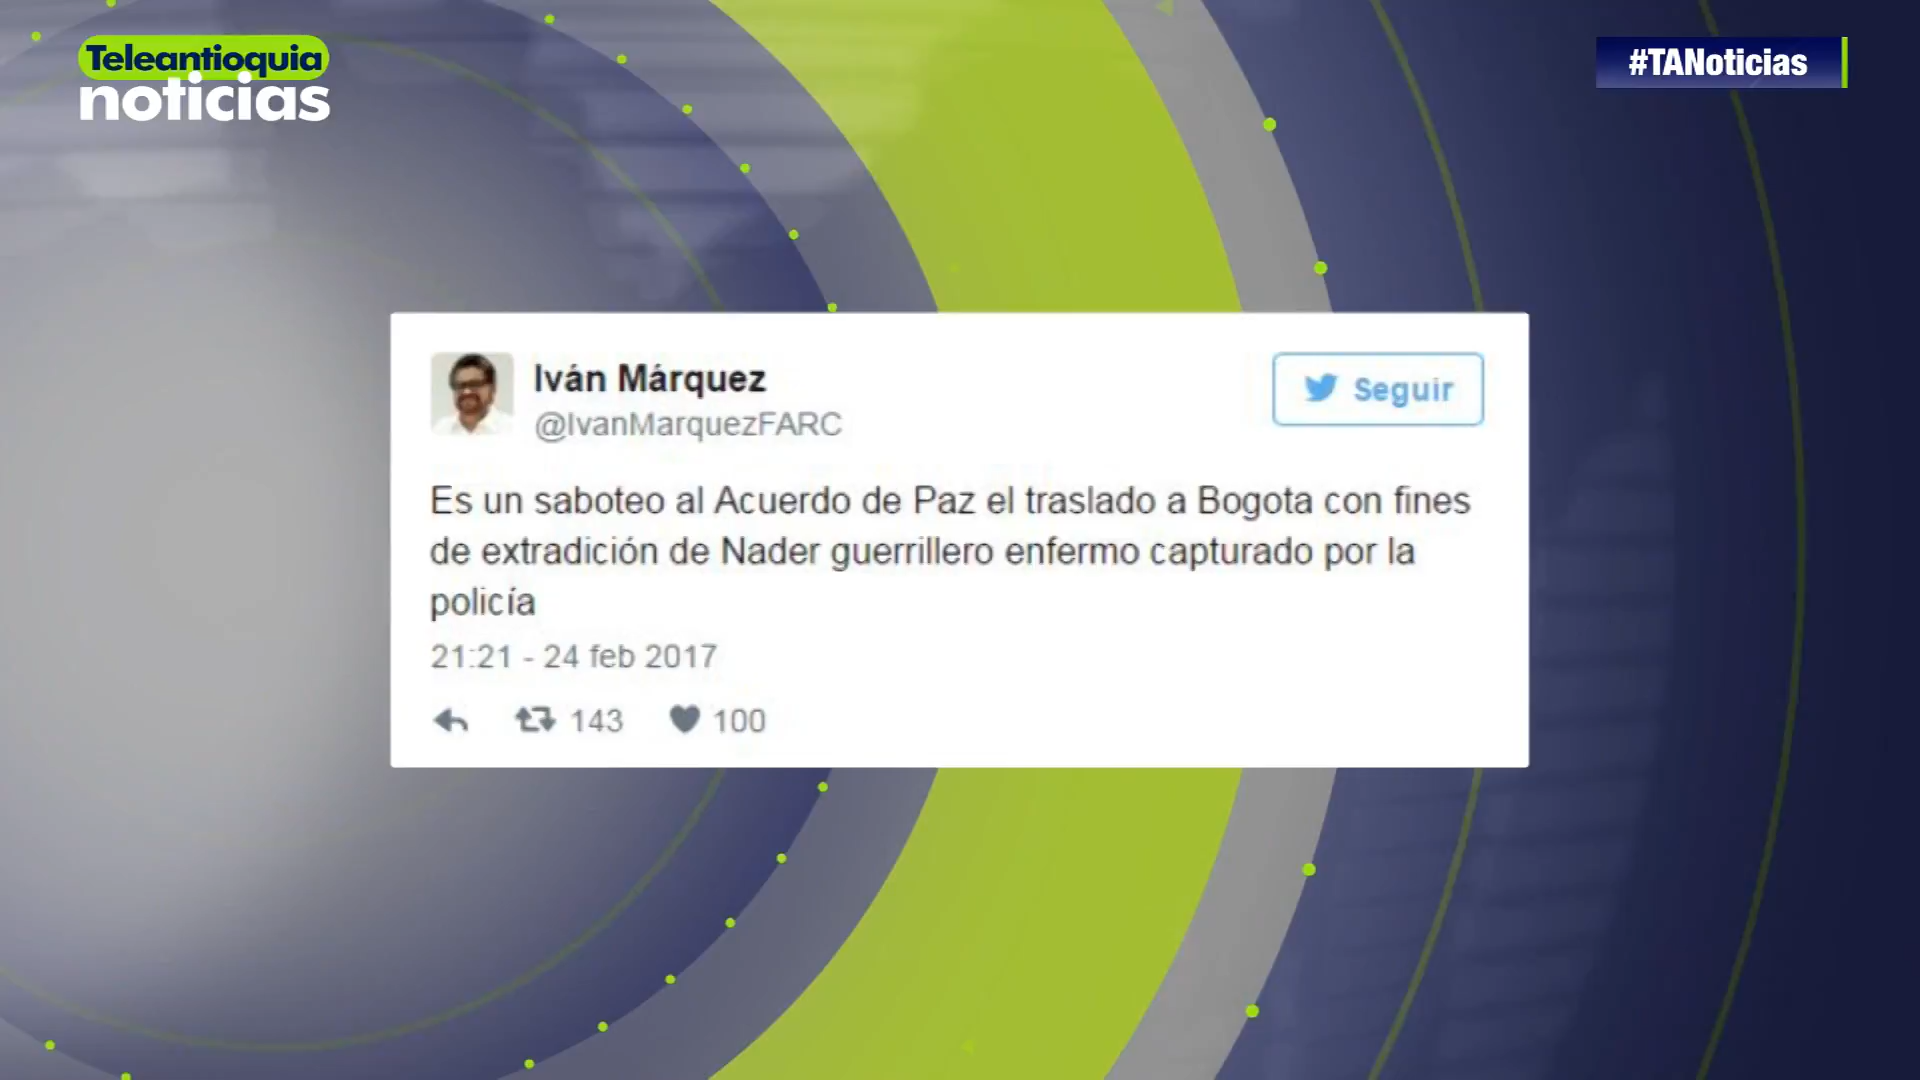 Teleantioquia
noticias
#TANoticias
Iván Márquez
@IvanMarquezFARC
Seguir
Es un saboteo al Acuerdo de Paz el traslado a Bogota con fines
de extradición de Nader guerrillero enfermo capturado por la
policía
21:21 - 24 feb 2017
143 100